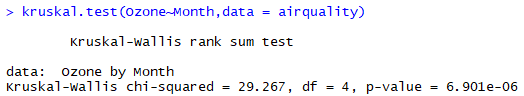 > kruskal.test(Ozone~Month,data = airquality)
Kruskal-Wallis rank sum test
data:  Ozone by Month
Kruskal-Wallis chi-squared = 29.267, df = 4, p-value = 6.901e-06